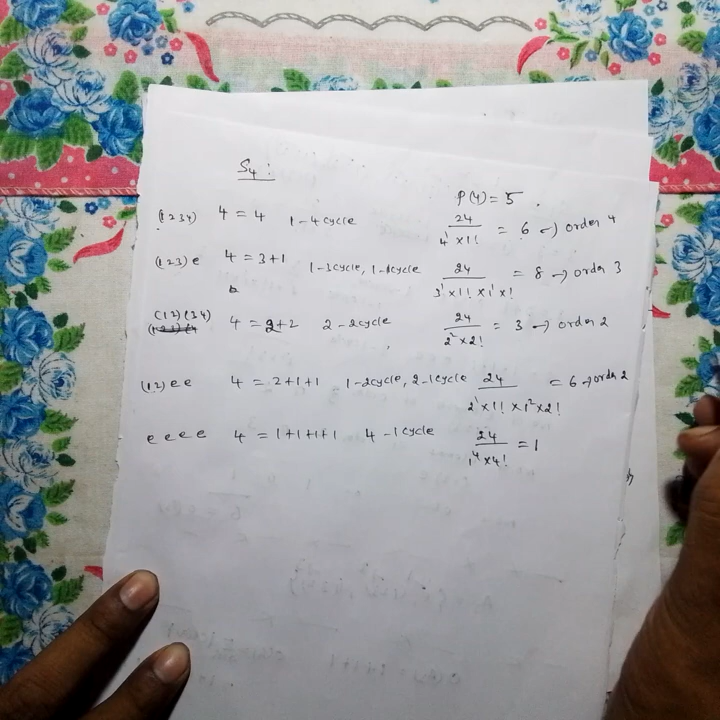 S₄ :
P(4) = 5 .
(1 2 3 4) 4 = 4 1 - 4 cycle 24 / 4¹ × 1! = 6 → order 4
(1 2 3) e 4 = 3+1 1 - 3 cycle, 1 - 1 cycle 24 / 3¹ × 1! × 1¹ × 1! = 8 → order 3
(1 2) (3 4) 4 = 2+2 2 - 2 cycle 24 / 2² × 2! = 3 → order 2
(1 2) e e 4 = 2+1+1 1 - 2 cycle, 2 - 1 cycle 24 / 2¹ × 1! × 1² × 2! = 6 → order 2
e e e e 4 = 1+1+1+1 4 - 1 cycle 24 / 1⁴ × 4! = 1